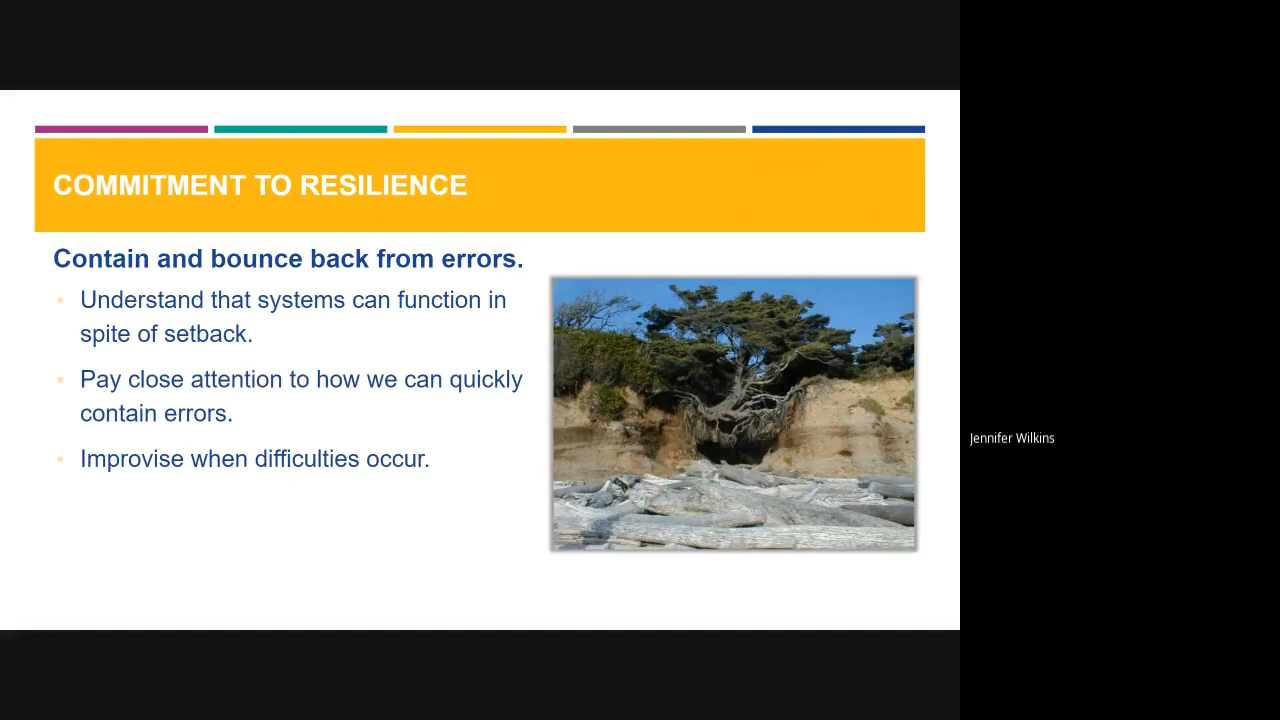 COMMITMENT TO RESILIENCE
Contain and bounce back from errors.
• Understand that systems can function in
spite of setback.
• Pay close attention to how we can quickly
contain errors.
• Improvise when difficulties occur.
Jennifer Wilkins